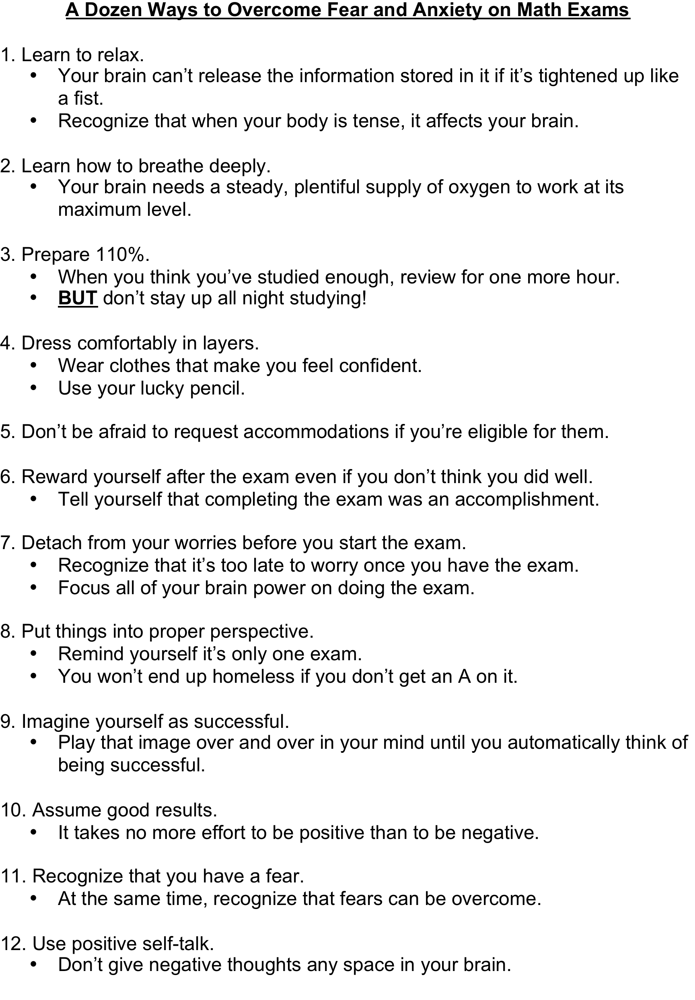 A Dozen Ways to Overcome Fear and Anxiety on Math Exams
1. Learn to relax.
• Your brain can’t release the information stored in it if it’s tightened up like
a fist.
• Recognize that when your body is tense, it affects your brain.
2. Learn how to breathe deeply.
• Your brain needs a steady, plentiful supply of oxygen to work at its
maximum level.
3. Prepare 110%.
• When you think you’ve studied enough, review for one more hour.
• BUT don’t stay up all night studying!
4. Dress comfortably in layers.
• Wear clothes that make you feel confident.
• Use your lucky pencil.
5. Don’t be afraid to request accommodations if you’re eligible for them.
6. Reward yourself after the exam even if you don’t think you did well.
• Tell yourself that completing the exam was an accomplishment.
7. Detach from your worries before you start the exam.
• Recognize that it’s too late to worry once you have the exam.
• Focus all of your brain power on doing the exam.
8. Put things into proper perspective.
• Remind yourself it’s only one exam.
• You won’t end up homeless if you don’t get an A on it.
9. Imagine yourself as successful.
• Play that image over and over in your mind until you automatically think of
being successful.
10. Assume good results.
• It takes no more effort to be positive than to be negative.
11. Recognize that you have a fear.
• At the same time, recognize that fears can be overcome.
12. Use positive self-talk.
• Don’t give negative thoughts any space in your brain.